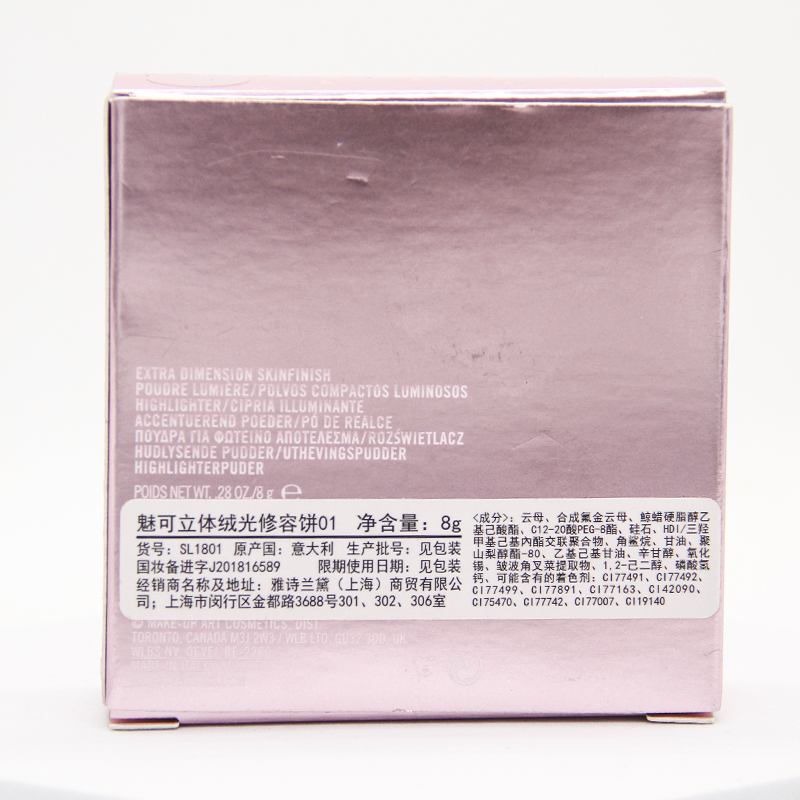 EXTRA DIMENSION SKINFINISH
POUDRE LUMIÈRE/POLVOS COMPACTOS LUMINOSOS
HIGHLIGHTER/CIPRIA ILLUMINANTE
ACCENTUEREND POEDER/PÓ DE REALCE
ΠΟΥΔΡΑ ΓΙΑ ΦΩΤΕΙΝΟ ΑΠΟΤΕΛΕΣΜΑ/ROZŚWIETLACZ
HUDLYSENDE PUDDER/UTHEVINGSPUDDER
HIGHLIGHTERPUDER
POIDS NET WT. .28 OZ/8 g ℮
魅可立体绒光修容饼01 净含量：8g
货号：SL1801 原产国：意大利 生产批号：见包装
国妆备进字J201816589 限期使用日期：见包装
经销商名称及地址：雅诗兰黛（上海）商贸有限公
司；上海市闵行区金都路3688号301、302、306室
<成分>：云母、合成氟金云母、鲸蜡硬脂醇乙
基己酸酯、C12-20酸PEG-8酯、硅石、HDI/三羟
甲基己基内酯交联聚合物、角鲨烷、甘油、聚
山梨醇酯-80、乙基己基甘油、辛甘醇、氧化
锡、皱波角叉菜提取物、1,2-己二醇、磷酸氢
钙、可能含有的着色剂：CI77491、CI77492、
CI77499、CI77891、CI77163、CI42090、
CI75470、CI77742、CI77007、CI19140
© MAKE-UP ART COSMETICS, DIST.
TORONTO, CANADA M3J 2W3 / WLB LTD. GU32 3DD, UK
WLBS NV, OEVEL BE-2260
MADE IN ITALY